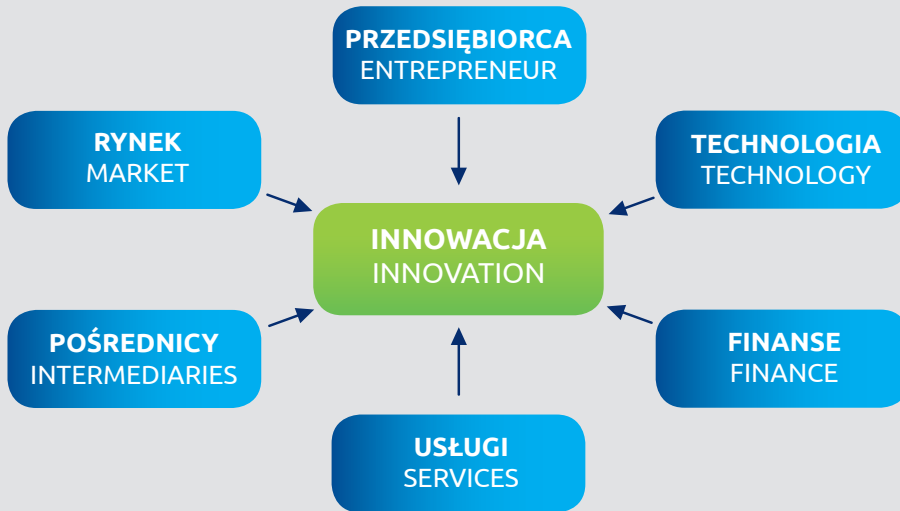 PRZEDSIĘBIORCA
ENTREPRENEUR
RYNEK
MARKET
TECHNOLOGIA
TECHNOLOGY
INNOWACJA
INNOVATION
POŚREDNICY
INTERMEDIARIES
FINANSE
FINANCE
USŁUGI
SERVICES